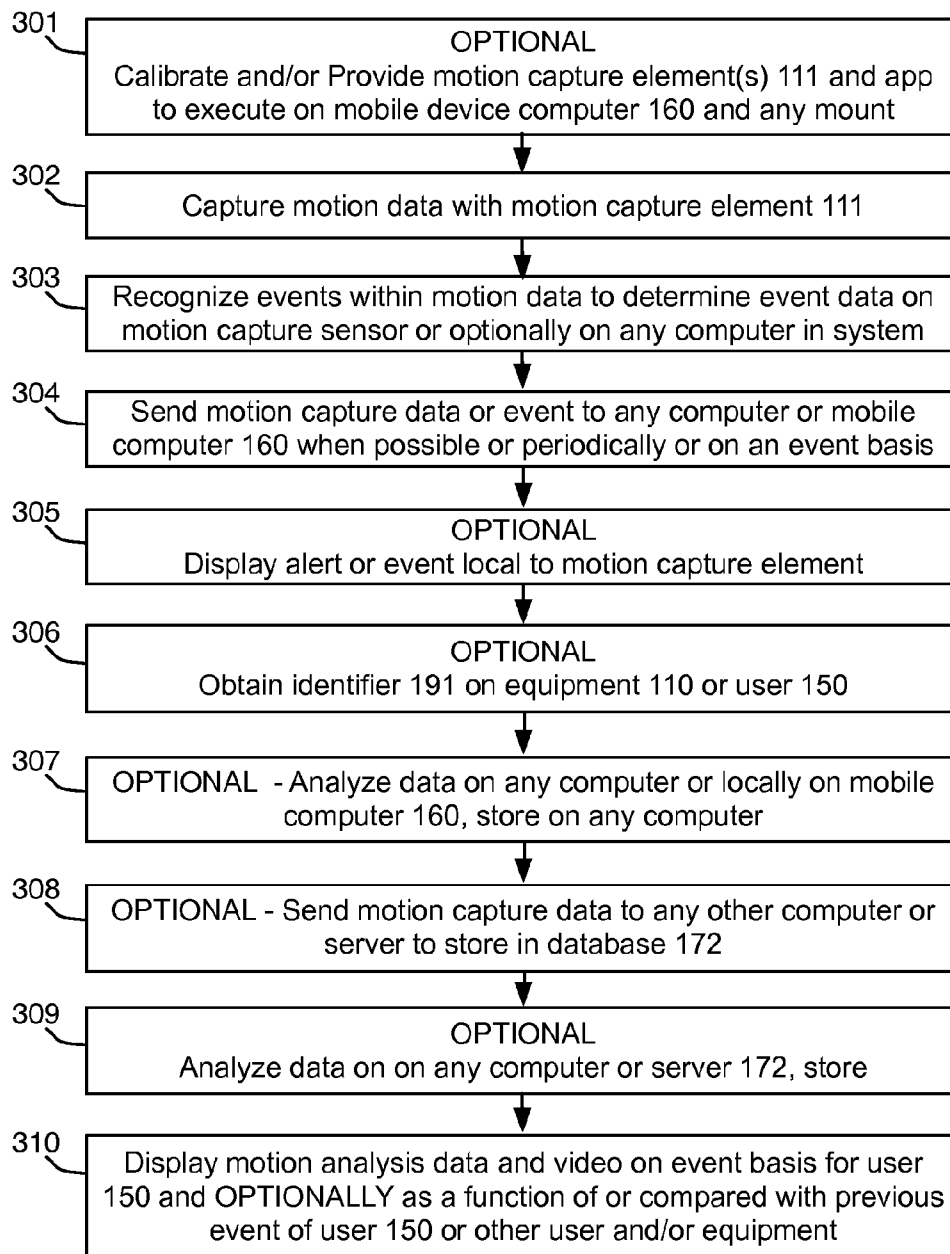 301
OPTIONAL
Calibrate and/or Provide motion capture element(s) 111 and app
to execute on mobile device computer 160 and any mount
302
Capture motion data with motion capture element 111
303
Recognize events within motion data to determine event data on
motion capture sensor or optionally on any computer in system
304
Send motion capture data or event to any computer or mobile
computer 160 when possible or periodically or on an event basis
305
OPTIONAL
Display alert or event local to motion capture element
306
OPTIONAL
Obtain identifier 191 on equipment 110 or user 150
307
OPTIONAL - Analyze data on any computer or locally on mobile
computer 160, store on any computer
308
OPTIONAL - Send motion capture data to any other computer or
server to store in database 172
309
OPTIONAL
Analyze data on on any computer or server 172, store
310
Display motion analysis data and video on event basis for user
150 and OPTIONALLY as a function of or compared with previous
event of user 150 or other user and/or equipment